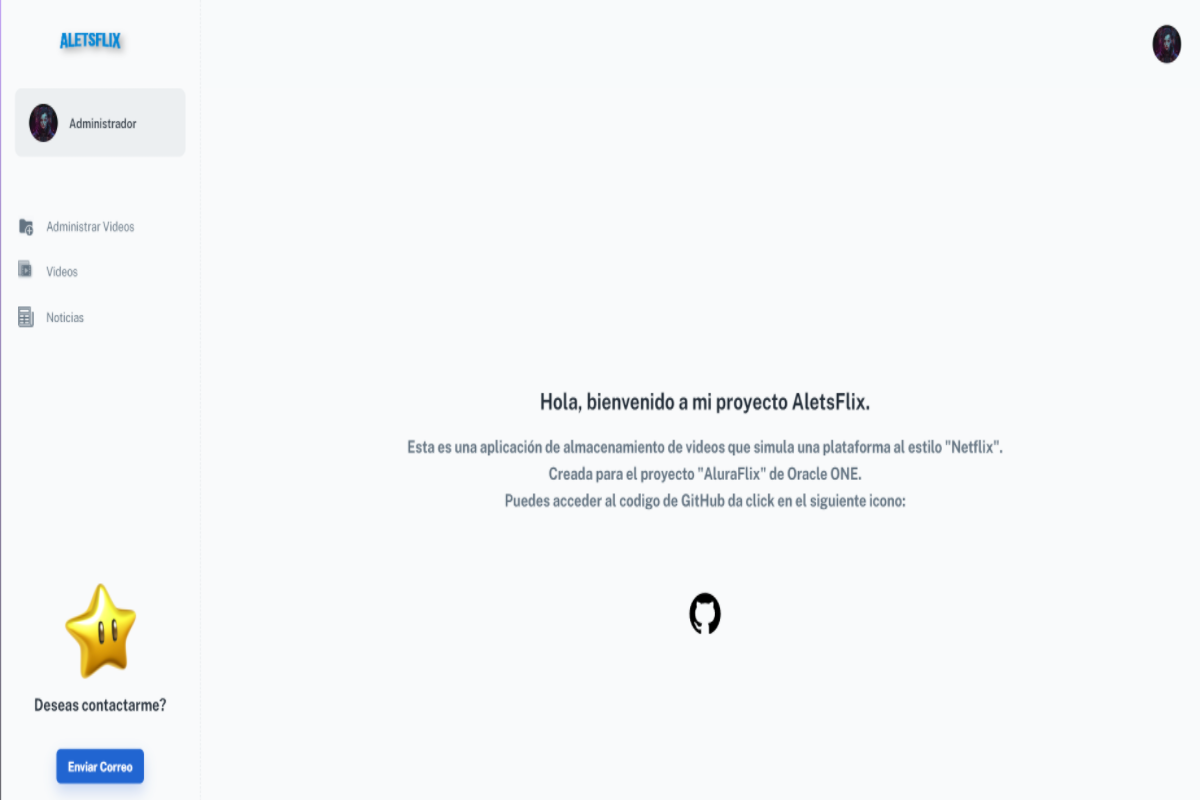 ALETSFLIX
Administrador
Administrar Videos
Videos
Noticias
Hola, bienvenido a mi proyecto AletsFlix.
Esta es una aplicación de almacenamiento de videos que simula una plataforma al estilo "Netflix".
Creada para el proyecto "AluraFlix" de Oracle ONE.
Puedes acceder al codigo de GitHub da click en el siguiente icono:
Deseas contactarme?
Enviar Correo